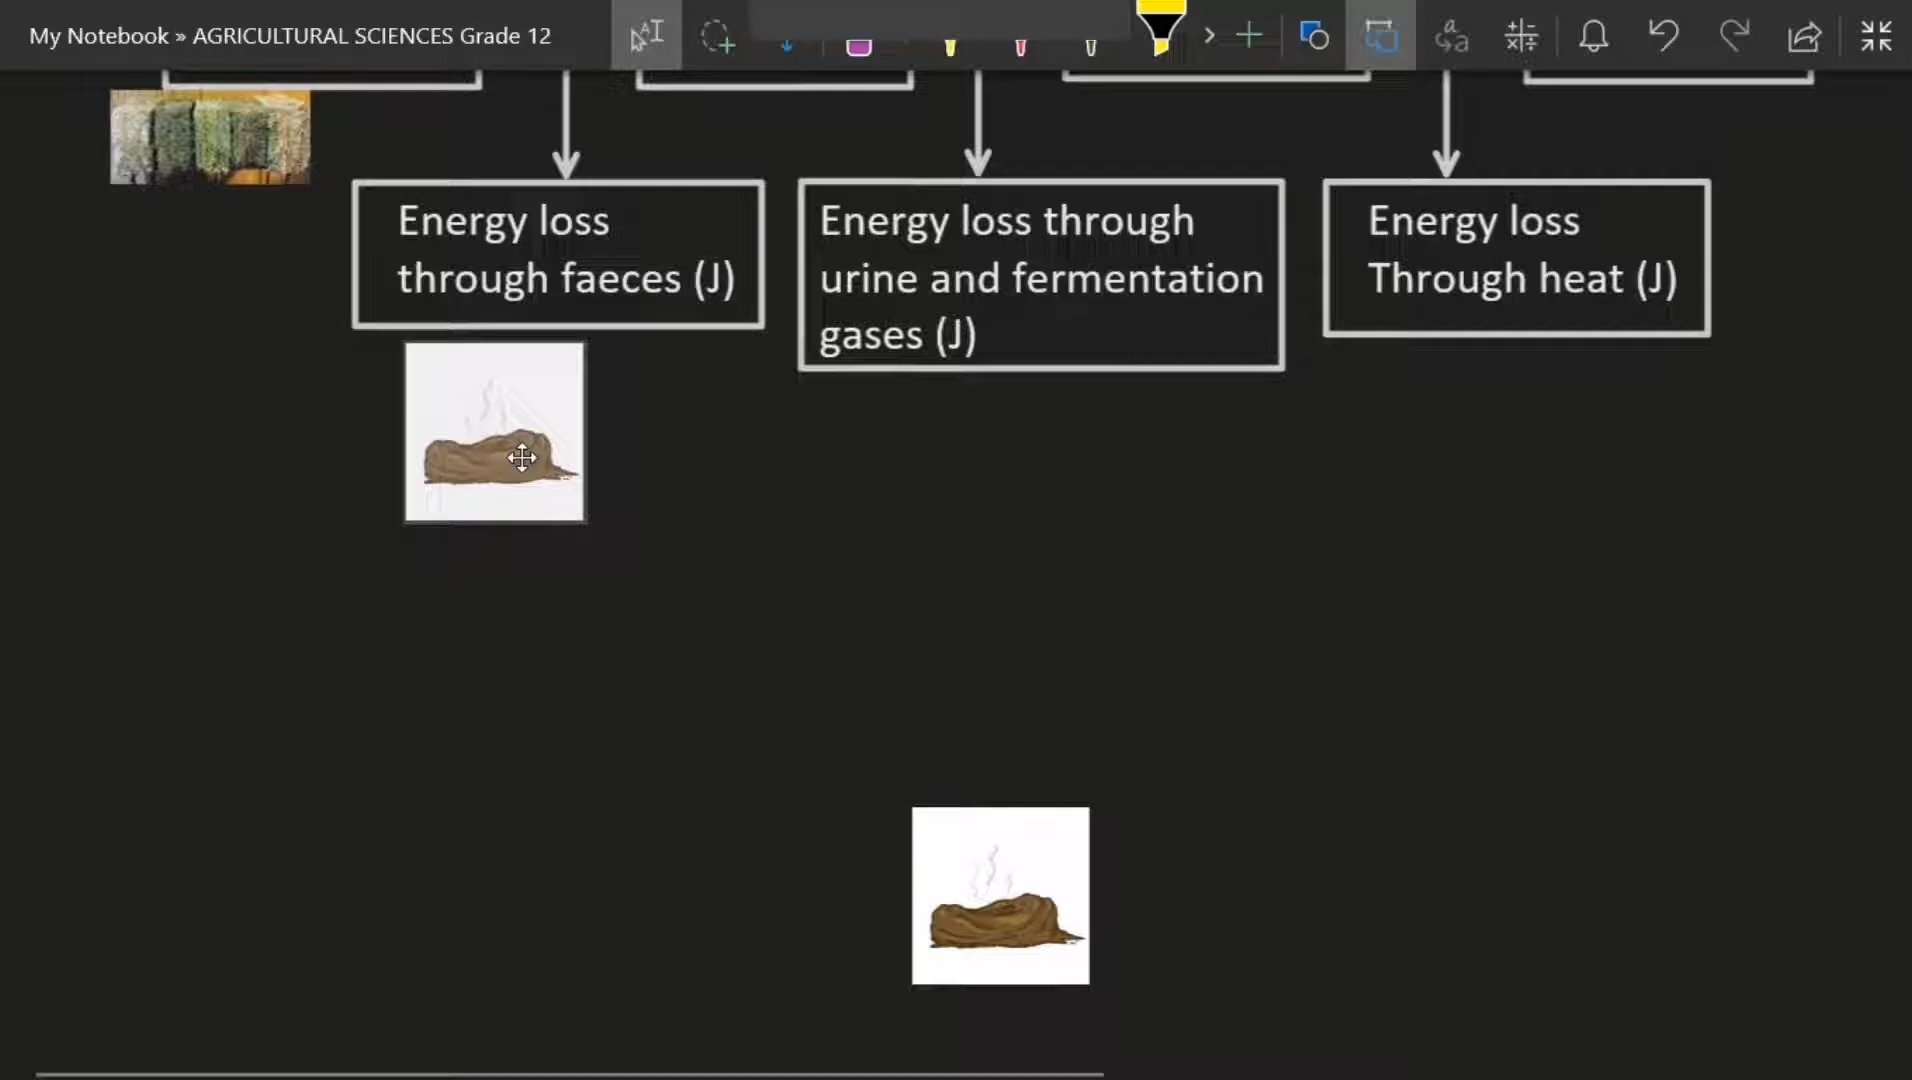 My Notebook » AGRICULTURAL SCIENCES Grade 12
Energy loss
through faeces (J)
Energy loss through
urine and fermentation
gases (J)
Energy loss
Through heat (J)